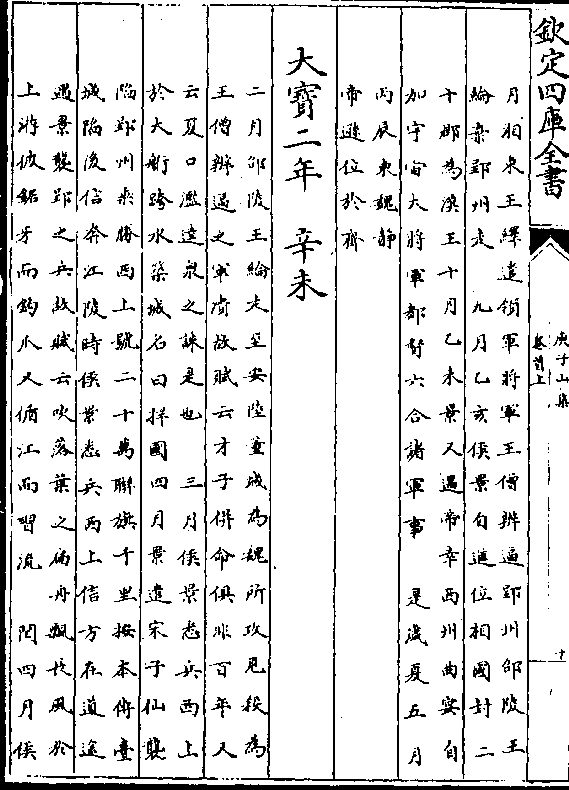 欽定四庫全書
庚子山集
卷首上
十
月湘東王繹遣領軍將軍王僧辯逼郢州邵陵王
綸棄郢州走 九月乙亥侯景自進位相國封二
十郡為漢王十月乙未景又逼帝幸西州曲宴自
加宇宙大將軍都督六合諸軍事 是歲夏五月
丙辰東魏静
帝遜位於齊
大寶二年 辛未
二月邵陵王綸走至安陸董城為魏所攻見殺為
王僧辯逼之軍潰故賦云才子併命俱非百年又
云夏口濫逵泉之誅是也 三月侯景悉兵西上
於大航跨水築城名曰捍國四月景遣宋子仙襲
陷郢州乘勝西上號二十萬聯旗千里按本傳臺
城陷後信奔江陵時侯景悉兵西上信方在道途
遇景襲郢之兵故賦云吹落葉之扁舟飄長風於
上游彼鋸牙而鈎爪又循江而習流 閏四月侯